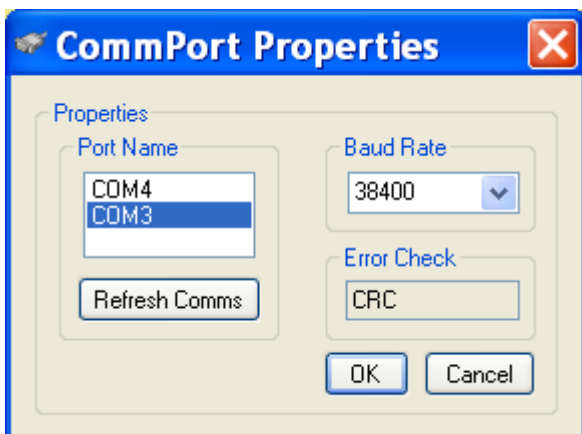 CommPort Properties
Properties
Port Name
COM4
COM3
Refresh Comms
Baud Rate
38400
Error Check
CRC
OK
Cancel